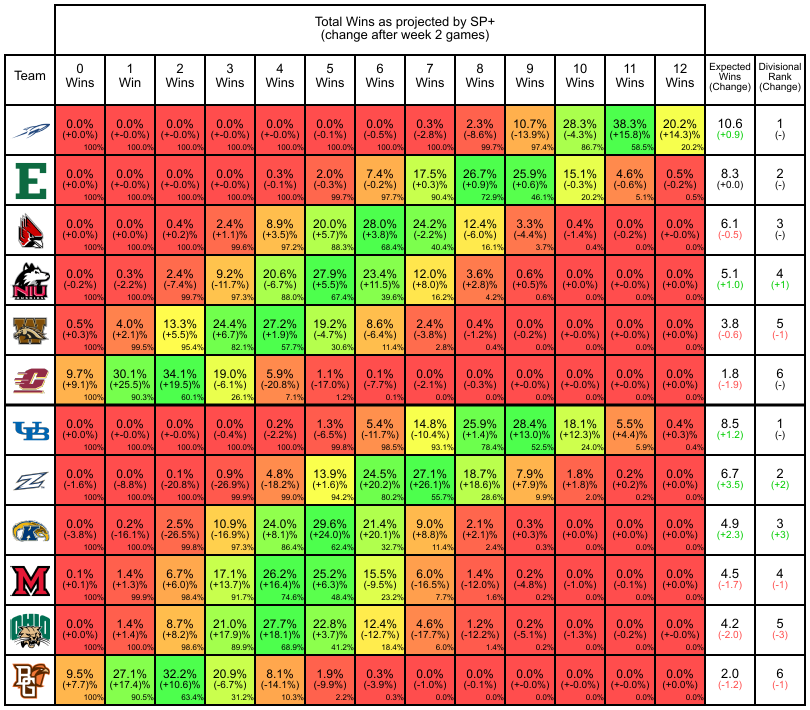 Total Wins as projected by SP+
(change after week 2 games)
Team 0 Wins 1 Win 2 Wins 3 Wins 4 Wins 5 Wins 6 Wins 7 Wins 8 Wins 9 Wins 10 Wins 11 Wins 12 Wins Expected Wins (Change) Divisional Rank (Change)
0.0% 0.0% 0.0% 0.0% 0.0% 0.0% 0.0% 0.3% 2.3% 10.7% 28.3% 38.3% 20.2% 10.6 1
(+0.0%) (+-0.0%) (+-0.0%) (+-0.0%) (+-0.0%) (-0.1%) (-0.5%) (-2.8%) (-8.6%) (-13.9% (-4.3%) (+15.8)% (+14.3)% (+0.9) (-)
100% 100.0% 100.0% 100.0% 100.0% 100.0% 100.0% 100.0% 99.7% 97.4% 86.7% 58.5% 20.2%
E
0.0% 0.0% 0.0% 0.0% 0.3% 2.0% 7.4% 17.5% 26.7% 25.9% 15.1% 4.6% 0.5% 8.3 2
(+0.0%) (+-0.0%) (+-0.0%) (+-0.0%) (-0.1%) (-0.3%) (-0.2%) (+0.3)% (+0.9)% (+0.6)% (-0.3%) (-0.6%) (-0.2%) (+0.0) (-)
100% 100.0% 100.0% 100.0% 100.0% 99.7% 97.7% 90.4% 72.9% 46.1% 20.2% 5.1% 0.5%
0.0% 0.0% 0.4% 2.4% 8.9% 20.0% 28.0% 24.2% 12.4% 3.3% 0.4% 0.0% 0.0% 6.1 3
(+0.0%) (+0.0)% (+0.2)% (+1.1)% (+3.5)% (+5.7)% (+3.8)% (-2.2%) (-6.0%) (-4.4%) (-1.4%) (-0.2%) (+-0.0%) (-0.5) (-)
100% 100.0% 100.0% 99.6% 97.2% 88.3% 68.4% 40.4% 16.1% 3.7% 0.4% 0.0% 0.0%
NIU
0.0% 0.3% 2.4% 9.2% 20.6% 27.9% 23.4% 12.0% 3.6% 0.6% 0.0% 0.0% 0.0% 5.1 4
(-0.2%) (-2.2%) (-7.4%) (-11.7%) (-6.7%) (+5.5)% (+11.5)% (+8.0)% (+2.8)% (+0.5)% (+0.0)% (+0.0)% (+-0.0%) (+1.0) (+1)
100% 100.0% 99.7% 97.3% 88.0% 67.4% 39.6% 16.2% 4.2% 0.6% 0.0% 0.0% 0.0%
W
0.5% 4.0% 13.3% 24.4% 27.2% 19.2% 8.6% 2.4% 0.4% 0.0% 0.0% 0.0% 0.0% 3.8 5
(+0.3)% (+2.1)% (+5.5)% (+6.7)% (+1.9)% (-4.7%) (-6.4%) (-3.8%) (-1.2%) (-0.2%) (+-0.0%) (+-0.0%) (+-0.0%) (-0.6) (-1)
100% 99.5% 95.4% 82.1% 57.7% 30.6% 11.4% 2.8% 0.4% 0.0% 0.0% 0.0% 0.0%
C
9.7% 30.1% 34.1% 19.0% 5.9% 1.1% 0.1% 0.0% 0.0% 0.0% 0.0% 0.0% 0.0% 1.8 6
(+9.1)% (+25.5)% (+19.5)% (-6.1%) (-20.8%) (-17.0%) (-7.7%) (-2.1%) (-0.3%) (+-0.0%) (+-0.0%) (+-0.0%) (+-0.0%) (-1.9) (-)
100% 90.3% 60.1% 26.1% 7.1% 1.2% 0.1% 0.0% 0.0% 0.0% 0.0% 0.0% 0.0%
UB
0.0% 0.0% 0.0% 0.0% 0.2% 1.3% 5.4% 14.8% 25.9% 28.4% 18.1% 5.5% 0.4% 8.5 1
(+0.0%) (+-0.0%) (+-0.0%) (-0.4%) (-2.2%) (-6.5%) (-11.7%) (-10.4%) (+1.4)% (+13.0)% (+12.3)% (+4.4)% (+0.3)% (+1.2) (-)
100% 100.0% 100.0% 100.0% 100.0% 99.8% 98.5% 93.1% 78.4% 52.5% 24.0% 5.9% 0.4%
0.0% 0.0% 0.1% 0.9% 4.8% 13.9% 24.5% 27.1% 18.7% 7.9% 1.8% 0.2% 0.0% 6.7 2
(-1.6%) (-8.8%) (-20.8%) (-26.9%) (-18.2%) (+1.6)% (+20.2)% (+26.1)% (+18.6)% (+7.9)% (+1.8)% (+0.2)% (+0.0)% (+3.5) (+2)
100% 100.0% 100.0% 99.9% 99.0% 94.2% 80.2% 55.7% 28.6% 9.9% 2.0% 0.2% 0.0%
K
0.0% 0.2% 2.5% 10.9% 24.0% 29.6% 21.4% 9.0% 2.1% 0.3% 0.0% 0.0% 0.0% 4.9 3
(-3.8%) (-16.1%) (-26.5%) (-16.9%) (+8.1)% (+24.0)% (+20.1)% (+8.8)% (+2.1)% (+0.3)% (+0.0)% (+0.0)% (+-0.0%) (+2.3) (+3)
100% 100.0% 99.8% 97.3% 86.4% 62.4% 32.7% 11.4% 2.4% 0.3% 0.0% 0.0% 0.0%
M
0.1% 1.4% 6.7% 17.1% 26.2% 25.2% 15.5% 6.0% 1.4% 0.2% 0.0% 0.0% 0.0% 4.5 4
(+0.1)% (+1.3)% (+6.0)% (+13.7)% (+16.4)% (+6.3)% (-9.5%) (-16.5%) (-12.0%) (-4.8%) (-1.0%) (-0.1%) (+-0.0%) (-1.7) (-1)
100% 99.9% 98.4% 91.7% 74.6% 48.4% 23.2% 7.7% 1.6% 0.2% 0.0% 0.0% 0.0%
OHIO
0.0% 1.4% 8.7% 21.0% 27.7% 22.8% 12.4% 4.6% 1.2% 0.2% 0.0% 0.0% 0.0% 4.2 5
(+0.0)% (+1.4)% (+8.2)% (+17.9)% (+18.1)% (+3.7)% (-12.7%) (-17.7%) (-12.2%) (-5.1%) (-1.3%) (-0.2%) (+-0.0%) (-2.0) (-3)
100% 100.0% 98.6% 89.9% 68.9% 41.2% 18.4% 6.0% 1.4% 0.2% 0.0% 0.0% 0.0%
BG
9.5% 27.1% 32.2% 20.9% 8.1% 1.9% 0.3% 0.0% 0.0% 0.0% 0.0% 0.0% 0.0% 2.0 6
(+7.7)% (+17.4)% (+10.6)% (-6.7%) (-14.1%) (-9.9%) (-3.9%) (-1.0%) (-0.1%) (+-0.0%) (+-0.0%) (+-0.0%) (+0.0%) (-1.2) (-1)
100% 90.5% 63.4% 31.2% 10.3% 2.2% 0.3% 0.0% 0.0% 0.0% 0.0% 0.0% 0.0%